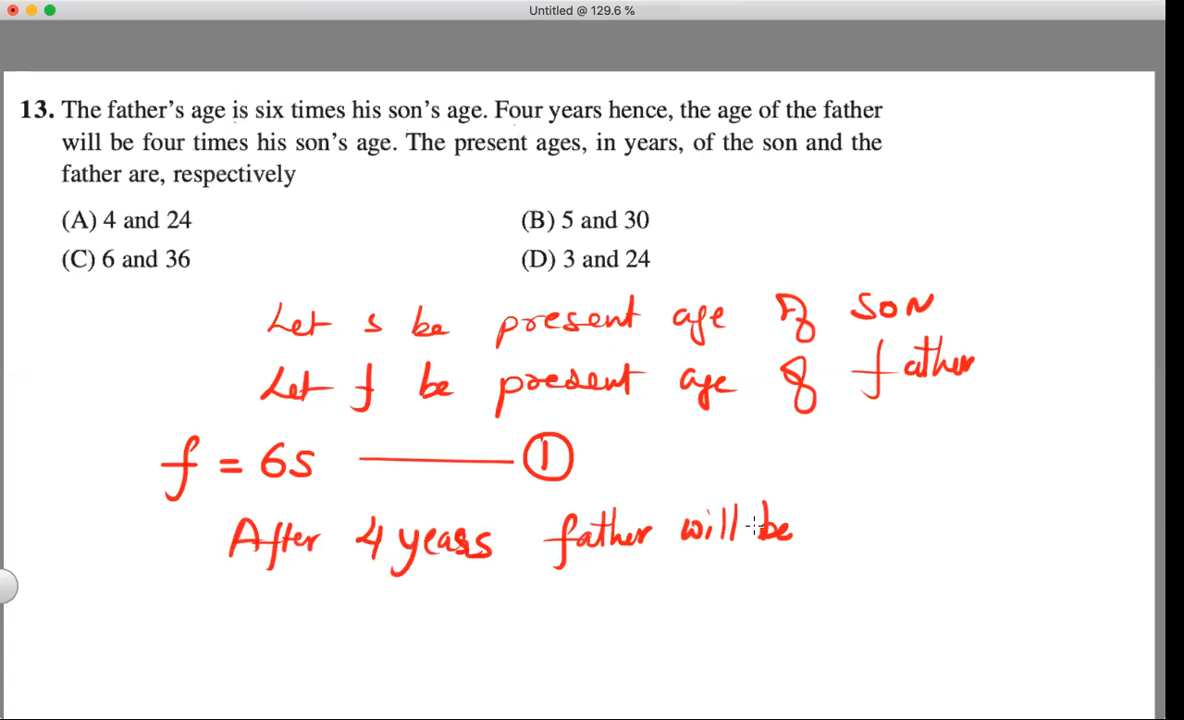 Untitled @ 129.6 %
13. The father's age is six times his son's age. Four years hence, the age of the father
will be four times his son's age. The present ages, in years, of the son and the
father are, respectively
(A) 4 and 24
(B) 5 and 30
(C) 6 and 36
(D) 3 and 24
Let s be present age of SON
Let f be present age of father
f = 6s ——— ①
After 4 years father will be